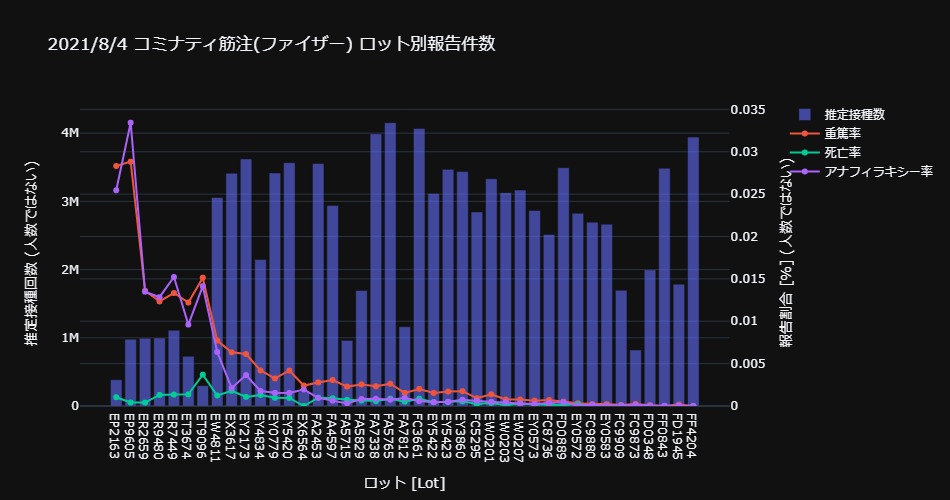 2021/8/4 コミナティ筋注(ファイザー) ロット別報告件数
推定接種回数 (人数ではない)
4M
3M
2M
1M
0
0.035
0.03
0.025
0.02
0.015
0.01
0.005
0
報告割合 [%] (人数ではない)
推定接種数
重篤率
死亡率
アナフィラキシー率
EP2163
EP9605
ER2659
ER9480
ER7449
ET3674
ET9096
EW4811
EX3617
EY2173
EY4834
EY0779
EY5420
EX6564
FA2453
FA4597
FA5715
FA5829
FA7338
FA5765
FA7812
FC3661
EY5422
EY5423
EY3860
FC5295
EW0201
EW0203
EW0207
EY0573
FC8736
FD0889
EY0572
FC9880
EY0583
FC9909
FC9873
FD0348
FF0843
FD1945
FF4204
ロット [Lot]